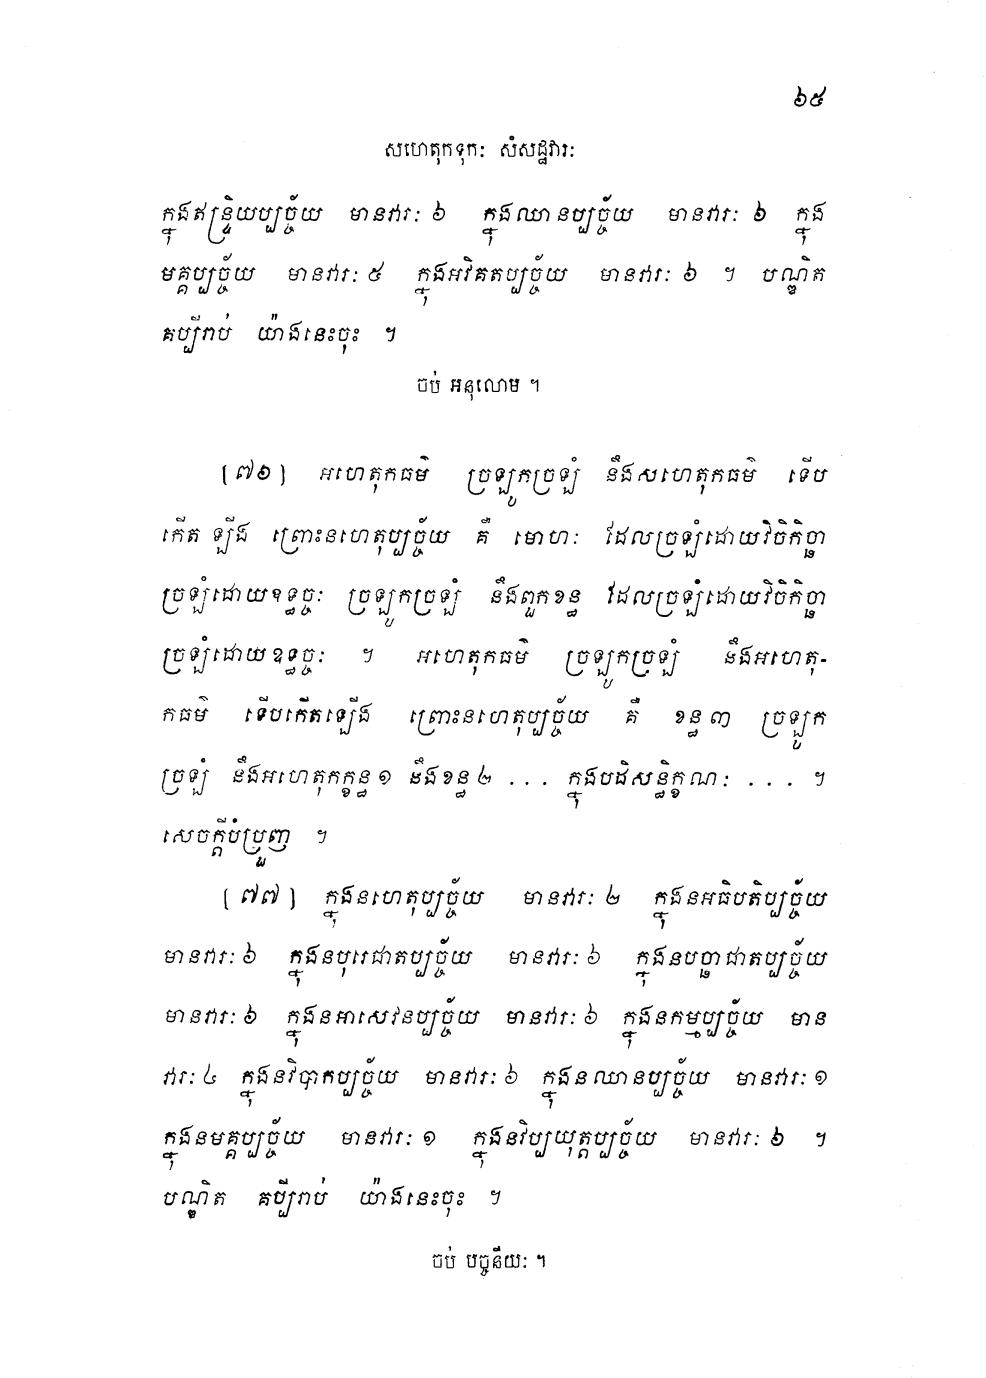 ៦៥
សហេតុកទុកៈ សំសដ្ឋវារៈ
ក្នុងឥន្ទ្រិយប្បច្ច័យ មានវារៈ ៦ ក្នុងឈានប្បច្ច័យ មានវារៈ ៦ ក្នុង
មគ្គប្បច្ច័យ មានវារៈ ៥ ក្នុងអវិគតប្បច្ច័យ មានវារៈ ៦ ។ បណ្ឌិត
គប្បីរាប់ យ៉ាងនេះចុះ ។
ចប់ អនុលោម ។
[៧១] អហេតុកធម៌ ច្រឡូកច្រឡំ នឹងសហេតុកធម៌ ទើប
កើតឡើង ព្រោះនហេតុប្បច្ច័យ គឺ មោហៈ ដែលច្រឡំដោយវិចិកិច្ឆា
ច្រឡំដោយឧទ្ធច្ចៈ ច្រឡូកច្រឡំ នឹងពួកខន្ធ ដែលច្រឡំដោយវិចិកិច្ឆា
ច្រឡំដោយឧទ្ធច្ចៈ ។ អហេតុកធម៌ ច្រឡូកច្រឡំ នឹងអហេតុ-
កធម៌ ទើបកើតឡើង ព្រោះនហេតុប្បច្ច័យ គឺ ខន្ធ ៣ ច្រឡូក
ច្រឡំ នឹងអហេតុកក្ខន្ធ ១ នឹងខន្ធ ២ ... ក្នុងបដិសន្ធិក្ខណៈ ... ។
សេចក្តីបំប្រួញ ។
[៧៧] ក្នុងនហេតុប្បច្ច័យ មានវារៈ ២ ក្នុងនអធិបតិប្បច្ច័យ
មានវារៈ ៦ ក្នុងនបុរេជាតប្បច្ច័យ មានវារៈ ៦ ក្នុងនបច្ឆាជាតប្បច្ច័យ
មានវារៈ ៦ ក្នុងនអាសេវនប្បច្ច័យ មានវារៈ ៦ ក្នុងនកម្មប្បច្ច័យ មាន
វារៈ ៤ ក្នុងនវិបាកប្បច្ច័យ មានវារៈ ៦ ក្នុងនឈានប្បច្ច័យ មានវារៈ ១
ក្នុងនមគ្គប្បច្ច័យ មានវារៈ ១ ក្នុងនវិប្បយុត្តប្បច្ច័យ មានវារៈ ៦ ។
បណ្ឌិត គប្បីរាប់ យ៉ាងនេះចុះ ។
ចប់ បច្ចនីយៈ ។